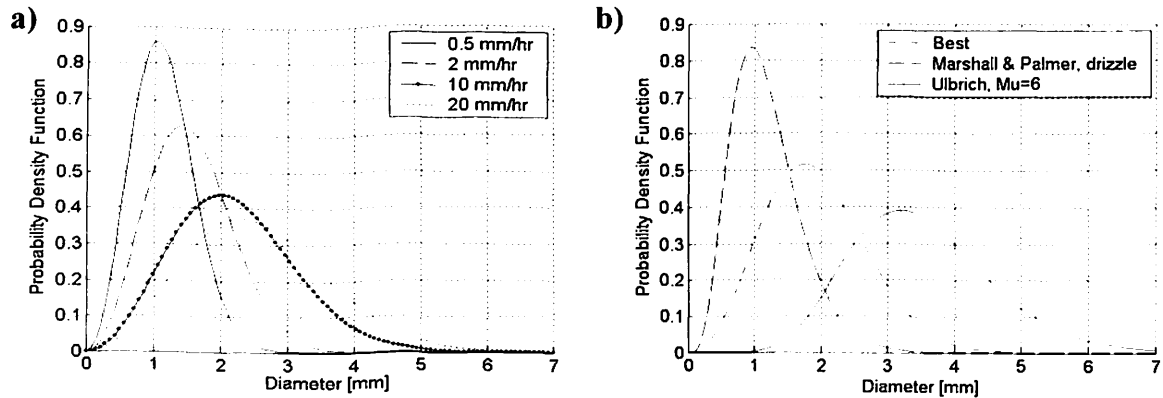 a)
Probability Density Function
0.9
0.8
0.7
0.6
0.5
0.4
0.3
0.2
0.1
0
0 1 2 3 4 5 6 7
Diameter [mm]
0.5 mm/hr
2 mm/hr
10 mm/hr
20 mm/hr
b)
Probability Density Function
0.9
0.8
0.7
0.6
0.5
0.4
0.3
0.2
0.1
0
0 1 2 3 4 5 6 7
Diameter [mm]
Best
Marshall & Palmer, drizzle
Ulbrich, Mu=6